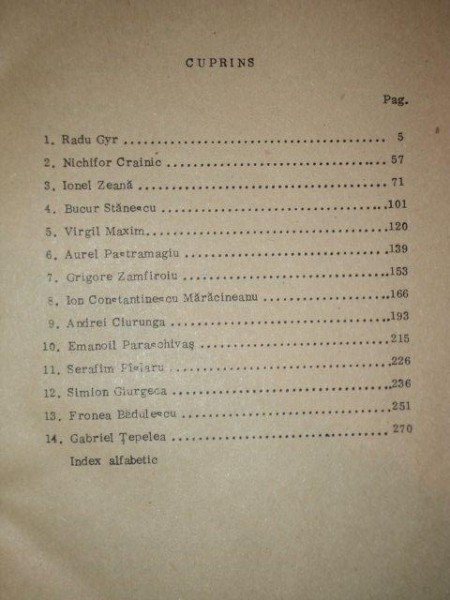 CUPRINS
Pag.
1. Radu Gyr ........................................ 5
2. Nichifor Crainic ................................ 57
3. Ionel Zeană ..................................... 71
4. Bucur Stănescu .................................. 101
5. Virgil Maxim .................................... 120
6. Aurel Pastramagiu ............................... 139
7. Grigore Zamfiroiu ............................... 153
8. Ion Constantinescu Mărăcineanu .................. 166
9. Andrei Ciurunga ................................. 193
10. Emanoil Paraschivaş ............................ 215
11. Serafim Pîslaru ................................ 226
12. Simion Giurgeca ................................ 236
13. Fronea Bădulescu ............................... 251
14. Gabriel Ţepelea ................................ 270
Index alfabetic